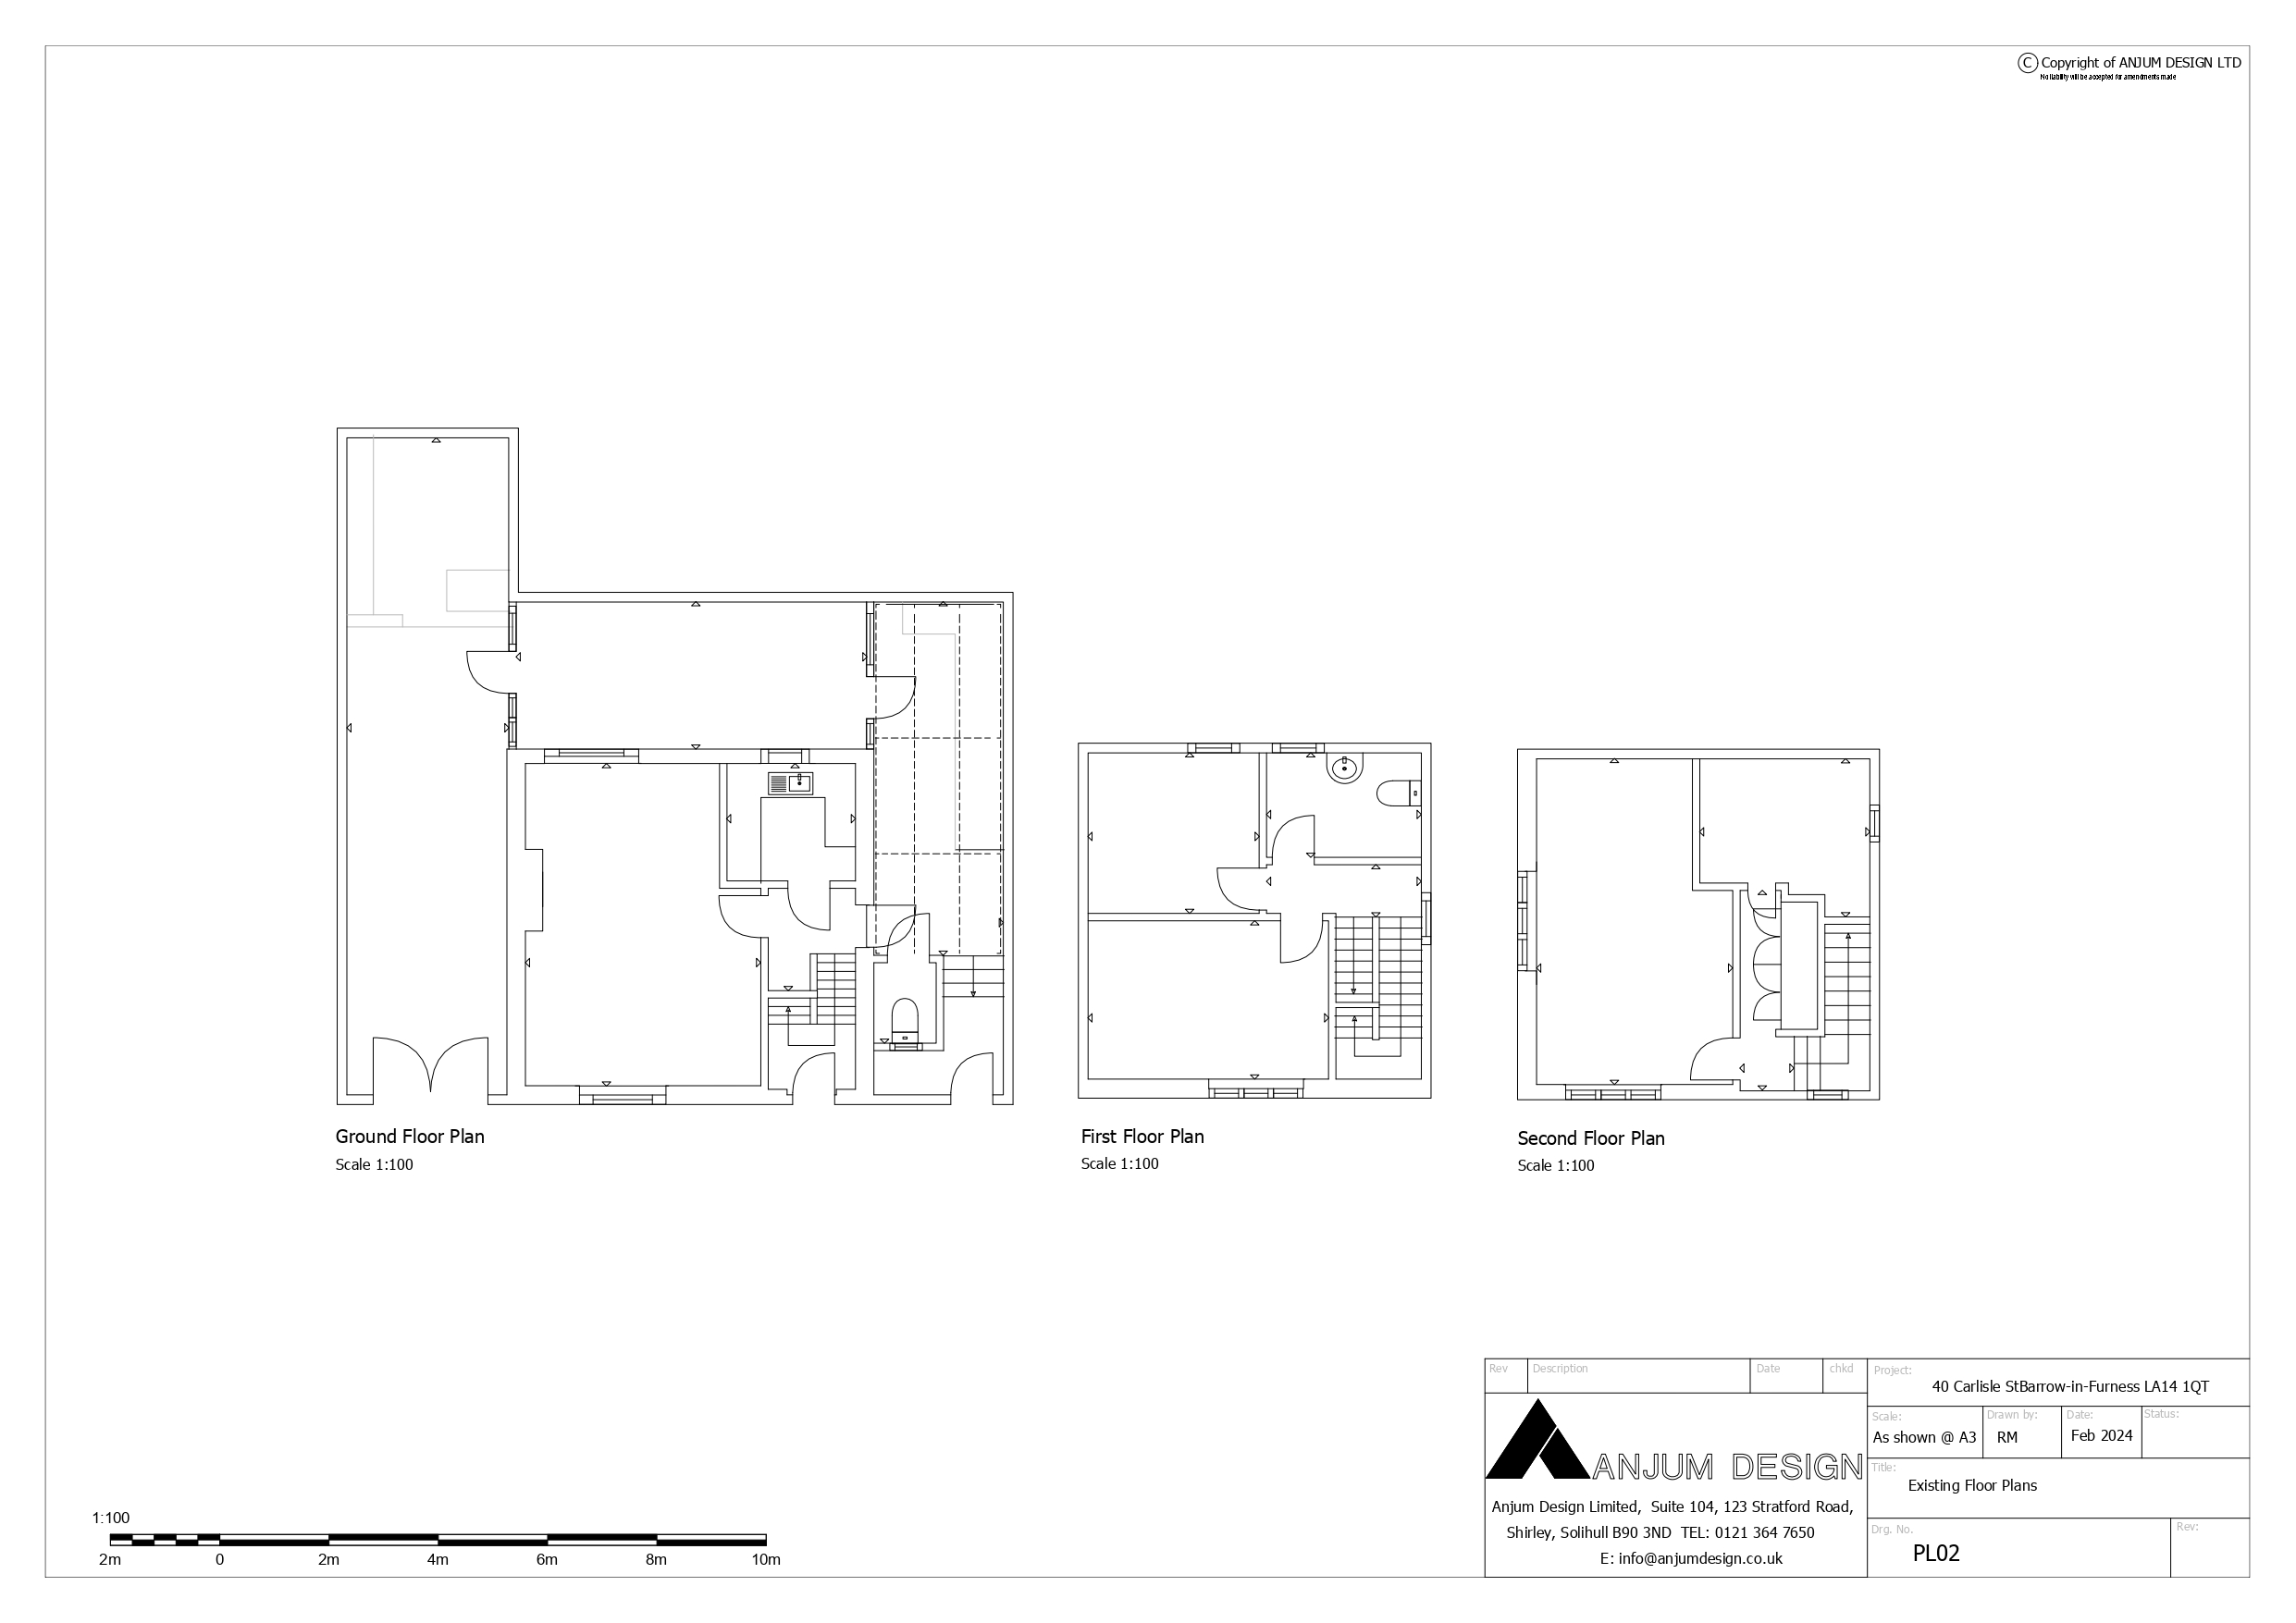 C Copyright of ANJUM DESIGN LTD
No liability will be accepted for amendments made
Ground Floor Plan
Scale 1:100
First Floor Plan
Scale 1:100
Second Floor Plan
Scale 1:100
1:100
2m 0 2m 4m 6m 8m 10m
Rev Description Date chkd
ANJUM DESIGN
Anjum Design Limited, Suite 104, 123 Stratford Road,
Shirley, Solihull B90 3ND TEL: 0121 364 7650
E: info@anjumdesign.co.uk
Project:
40 Carlisle StBarrow-in-Furness LA14 1QT
Scale: Drawn by: Date: Status:
As shown @ A3 RM Feb 2024
Title:
Existing Floor Plans
Drg. No. Rev:
PL02